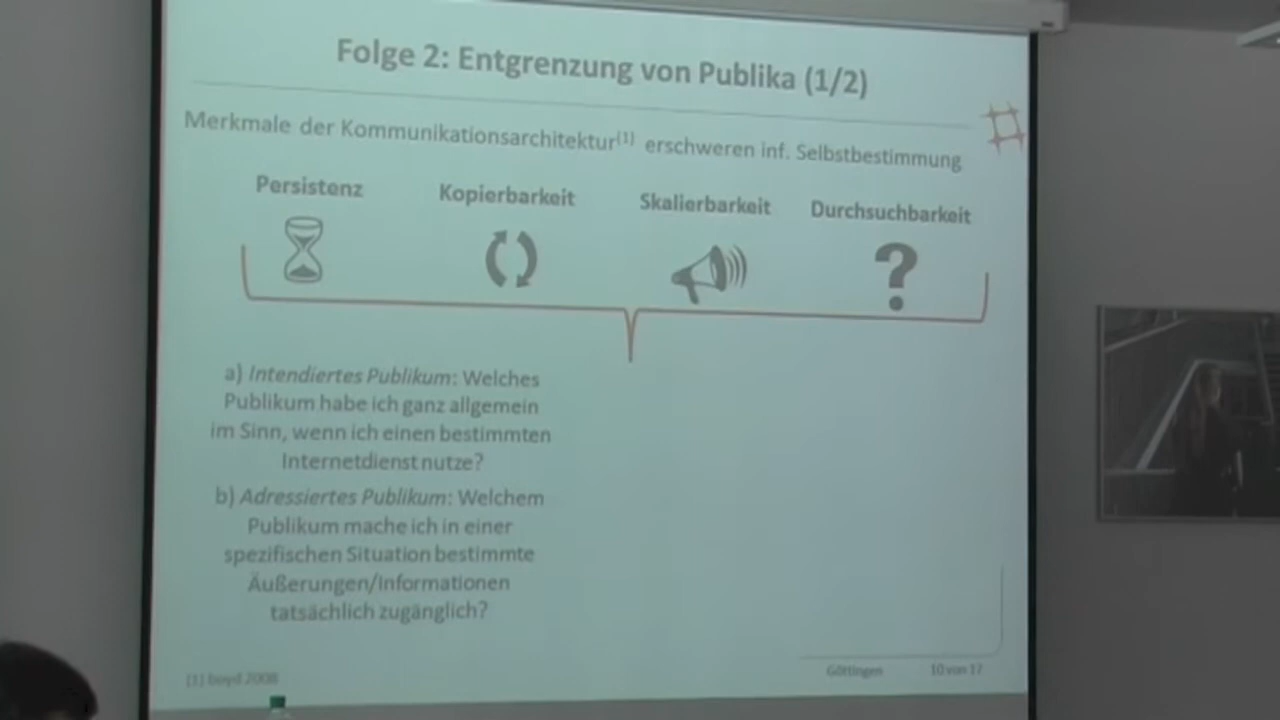 Folge 2: Entgrenzung von Publika (1/2)
Merkmale der Kommunikationsarchitektur(1) erschweren inf. Selbstbestimmung
Persistenz
Kopierbarkeit
Skalierbarkeit
Durchsuchbarkeit
a) Intendiertes Publikum: Welches
Publikum habe ich ganz allgemein
im Sinn, wenn ich einen bestimmten
Internetdienst nutze?
b) Adressiertes Publikum: Welchem
Publikum mache ich in einer
spezifischen Situation bestimmte
Äußerungen/Informationen
tatsächlich zugänglich?
[1] boyd 2008
Göttingen
10 von 17